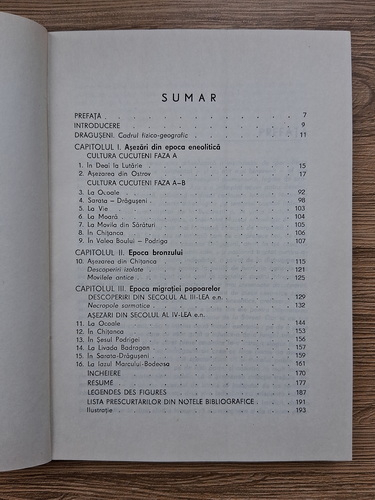 SUMAR
PREFAȚĂ . . . . . . . . . . 7
INTRODUCERE . . . . . . . . . . 9
DRĂGUȘENI. Cadrul fizico-geografic . . . . . . 11
CAPITOLUL I. Așezări din epoca eneolitică
CULTURA CUCUTENI FAZA A
1. În Deal la Lutărie . . . . . . . . 15
2. Așezarea din Ostrov . . . . . . . . 17
CULTURA CUCUTENI FAZA A-B
3. La Ocoale . . . . . . . . . . 92
4. Sarata - Drăgușeni . . . . . . . . 98
5. La Vie . . . . . . . . . . 103
6. La Moară . . . . . . . . . . 104
7. La Movila din Sărături . . . . . . . . 105
8. În Chițanca . . . . . . . . . . 106
9. În Valea Boului - Podriga . . . . . . . 107
CAPITOLUL II. Epoca bronzului
10. Așezarea din Chițanca . . . . . . . . 115
Descoperiri izolate . . . . . . . . 121
Movilele antice . . . . . . . . . 125
CAPITOLUL III. Epoca migrației popoarelor
DESCOPERIRI DIN SECOLUL AL III-LEA e.n. . . . . 129
Necropole sarmatice . . . . . . . . 132
AȘEZĂRI DIN SECOLUL AL IV-LEA e.n.
11. La Ocoale . . . . . . . . . . 144
12. În Chițanca . . . . . . . . . . 153
13. În Șesul Podrigei . . . . . . . . . 156
14. La Livada Badragan . . . . . . . . 157
15. În Sarata-Drăgușeni . . . . . . . . 159
16. La Iazul Marcului-Bodeasa . . . . . . . 161
ÎNCHEIERE . . . . . . . . . . 170
RESUME . . . . . . . . . . 177
LEGENDES DES FIGURES . . . . . . . 187
LISTA PRESCURTĂRILOR DIN NOTELE BIBLIOGRAFICE . . 191
Ilustrație . . . . . . . . . . 193